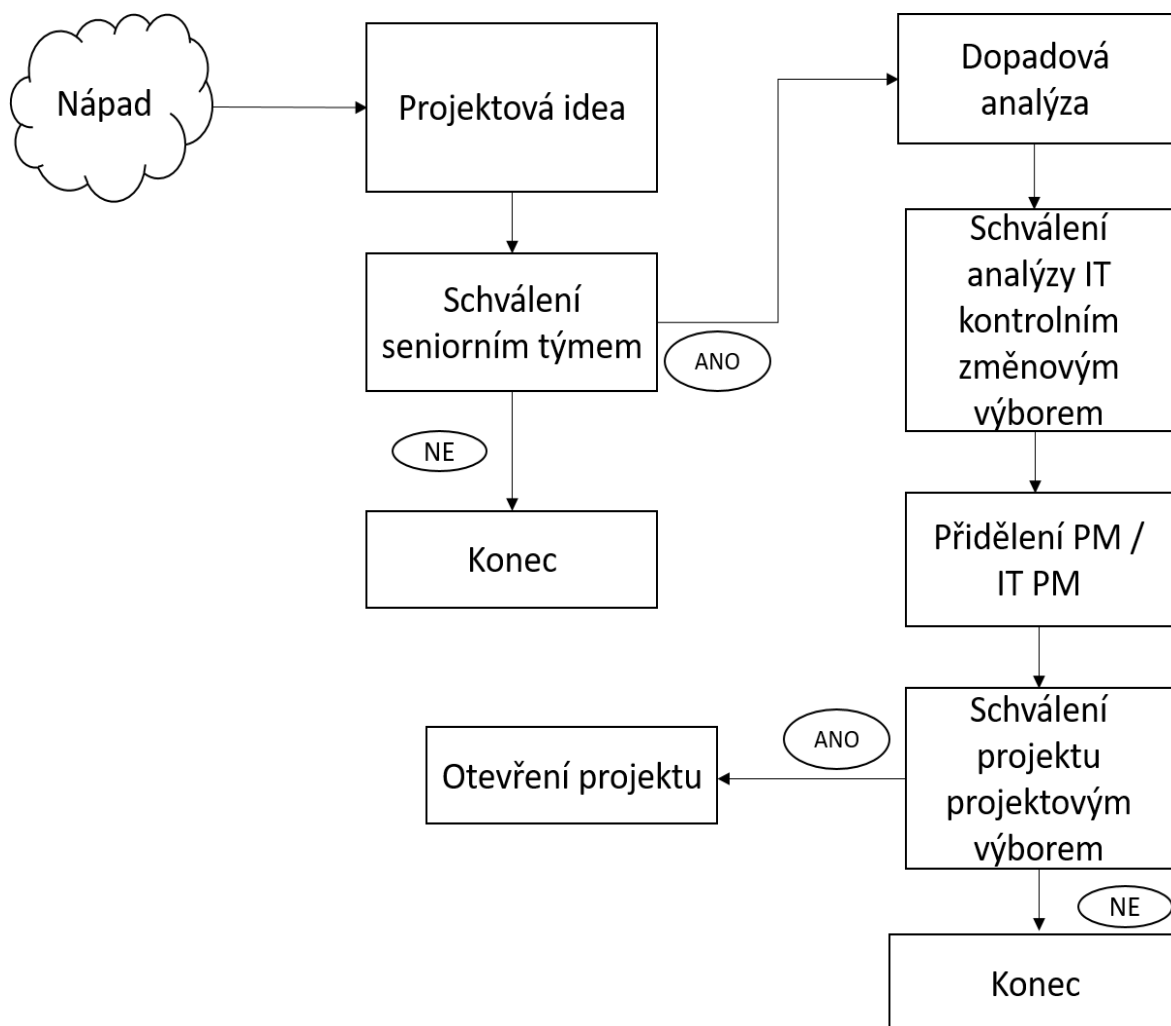 Nápad
Projektová idea
Schválení
seniorním týmem
ANO
NE
Konec
Dopadová
analýza
Schválení
analýzy IT
kontrolním
změnovým
výborem
Přidělení PM /
IT PM
Schválení
projektu
projektovým
výborem
ANO
Otevření projektu
NE
Konec